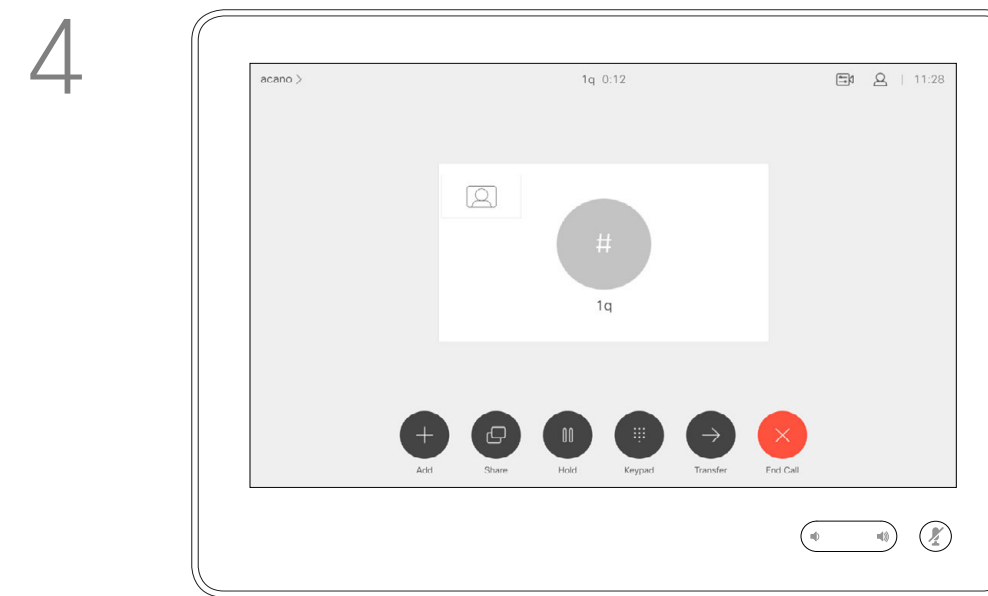 4
acano >
1q 0:12
11:28
#
1q
Add Share Hold Keypad Transfer End Call